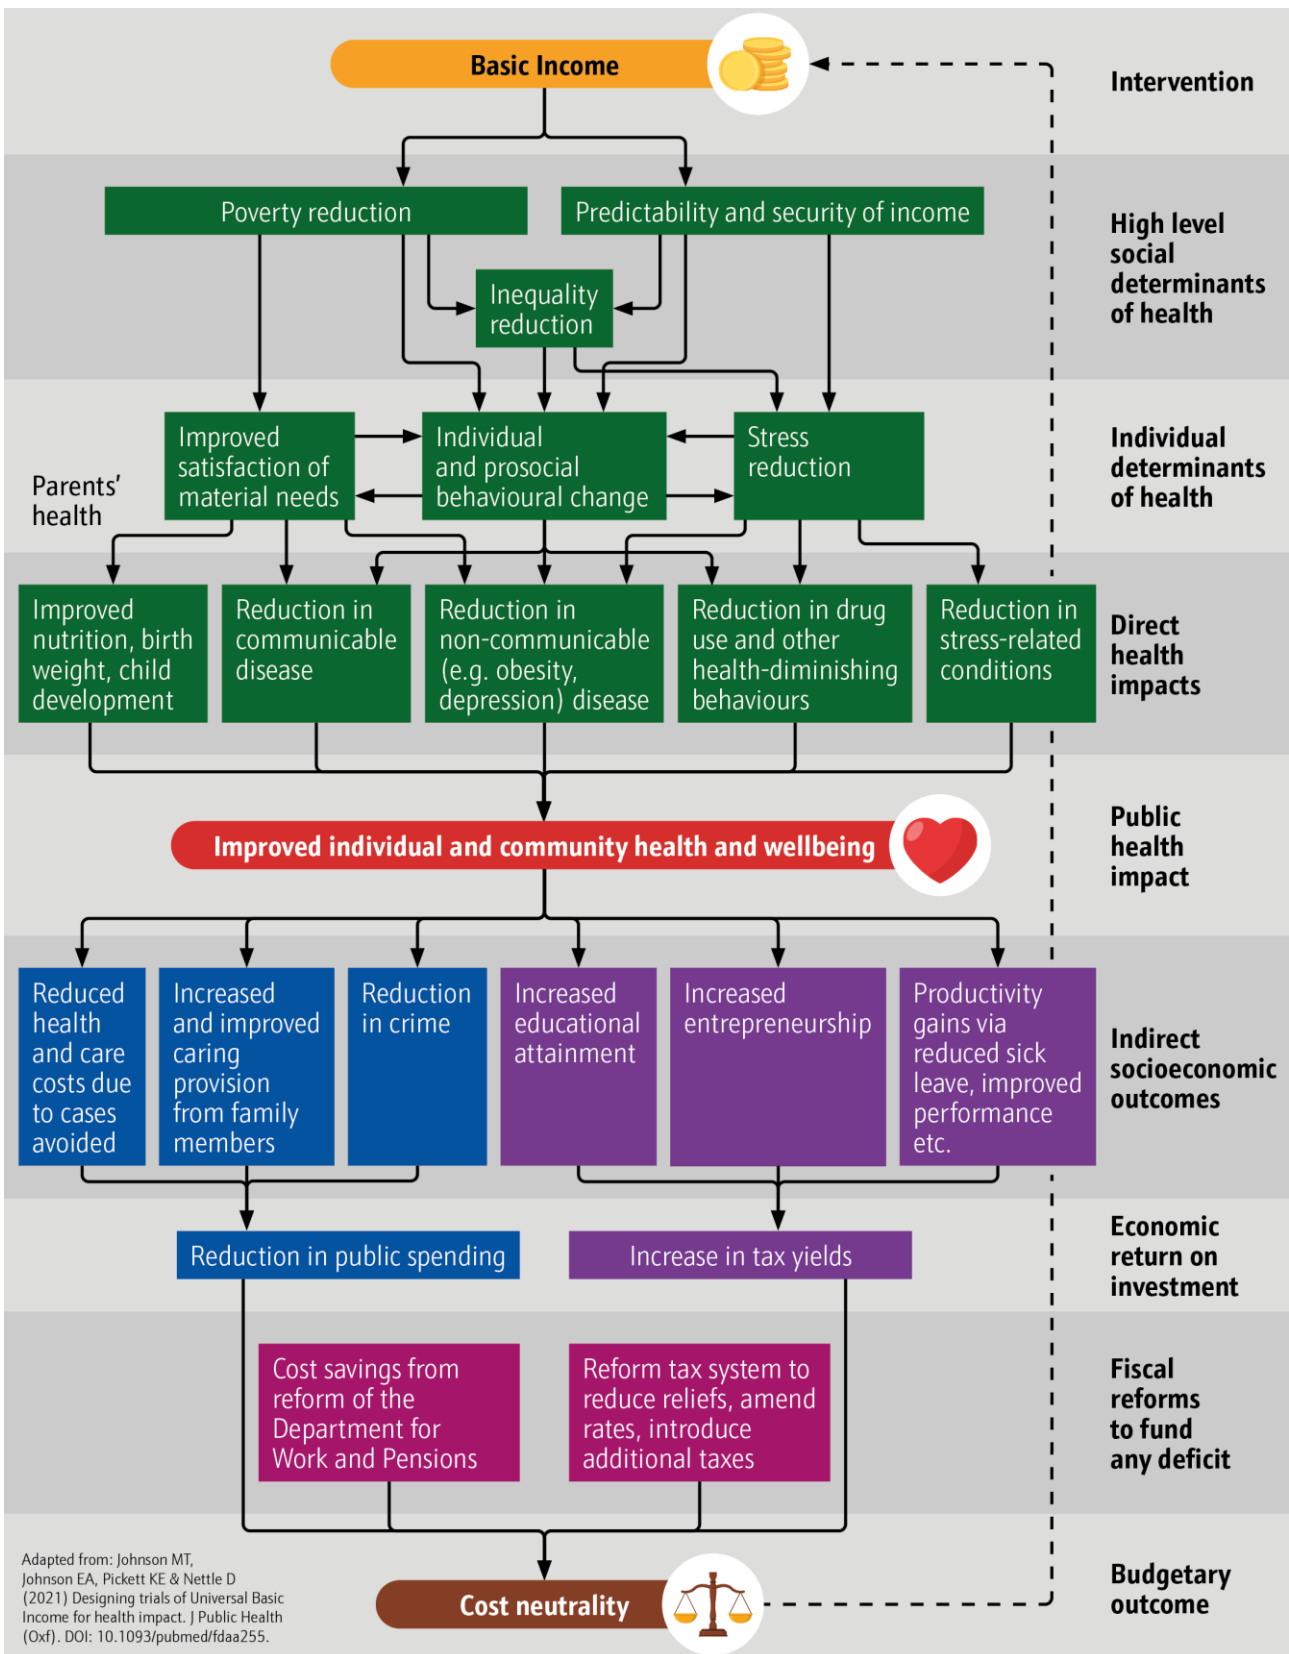 Basic Income
Intervention
Poverty reduction
Predictability and security of income
High level
social
determinants
of health
Inequality
reduction
Improved
satisfaction of
material needs
Individual
and prosocial
behavioural change
Stress
reduction
Individual
determinants
of health
Parents’
health
Improved
nutrition, birth
weight, child
development
Reduction in
communicable
disease
Reduction in
non-communicable
(e.g. obesity,
depression) disease
Reduction in drug
use and other
health-diminishing
behaviours
Reduction in
stress-related
conditions
Direct
health
impacts
Improved individual and community health and wellbeing
Public
health
impact
Reduced
health
and care
costs due
to cases
avoided
Increased
and improved
caring
provision
from family
members
Reduction
in crime
Increased
educational
attainment
Increased
entrepreneurship
Productivity
gains via
reduced sick
leave, improved
performance
etc.
Indirect
socioeconomic
outcomes
Reduction in public spending
Increase in tax yields
Economic
return on
investment
Cost savings from
reform of the
Department for
Work and Pensions
Reform tax system to
reduce reliefs, amend
rates, introduce
additional taxes
Fiscal
reforms
to fund
any deficit
Adapted from: Johnson MT,
Johnson EA, Pickett KE & Nettle D
(2021) Designing trials of Universal Basic
Income for health impact. J Public Health
(Oxf). DOI: 10.1093/pubmed/fdaa255.
Cost neutrality
Budgetary
outcome